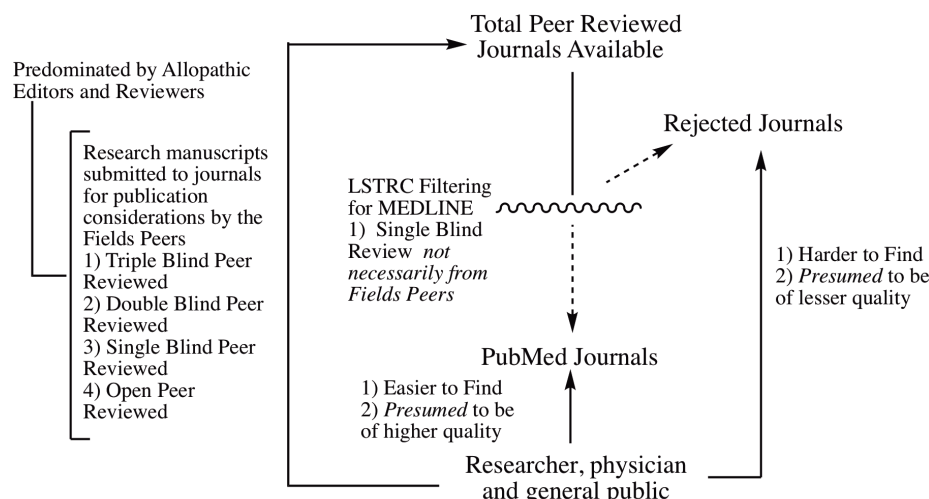 Total Peer Reviewed
Journals Available
Predominated by Allopathic
Editors and Reviewers
Research manuscripts
submitted to journals
for publication
considerations by the
Fields Peers
1) Triple Blind Peer
Reviewed
2) Double Blind Peer
Reviewed
3) Single Blind Peer
Reviewed
4) Open Peer
Reviewed
Rejected Journals
LSTRC Filtering
for MEDLINE
1) Single Blind
Review not
necessarily from
Fields Peers
1) Harder to Find
2) Presumed to be
of lesser quality
PubMed Journals
1) Easier to Find
2) Presumed to be
of higher quality
Researcher, physician
and general public